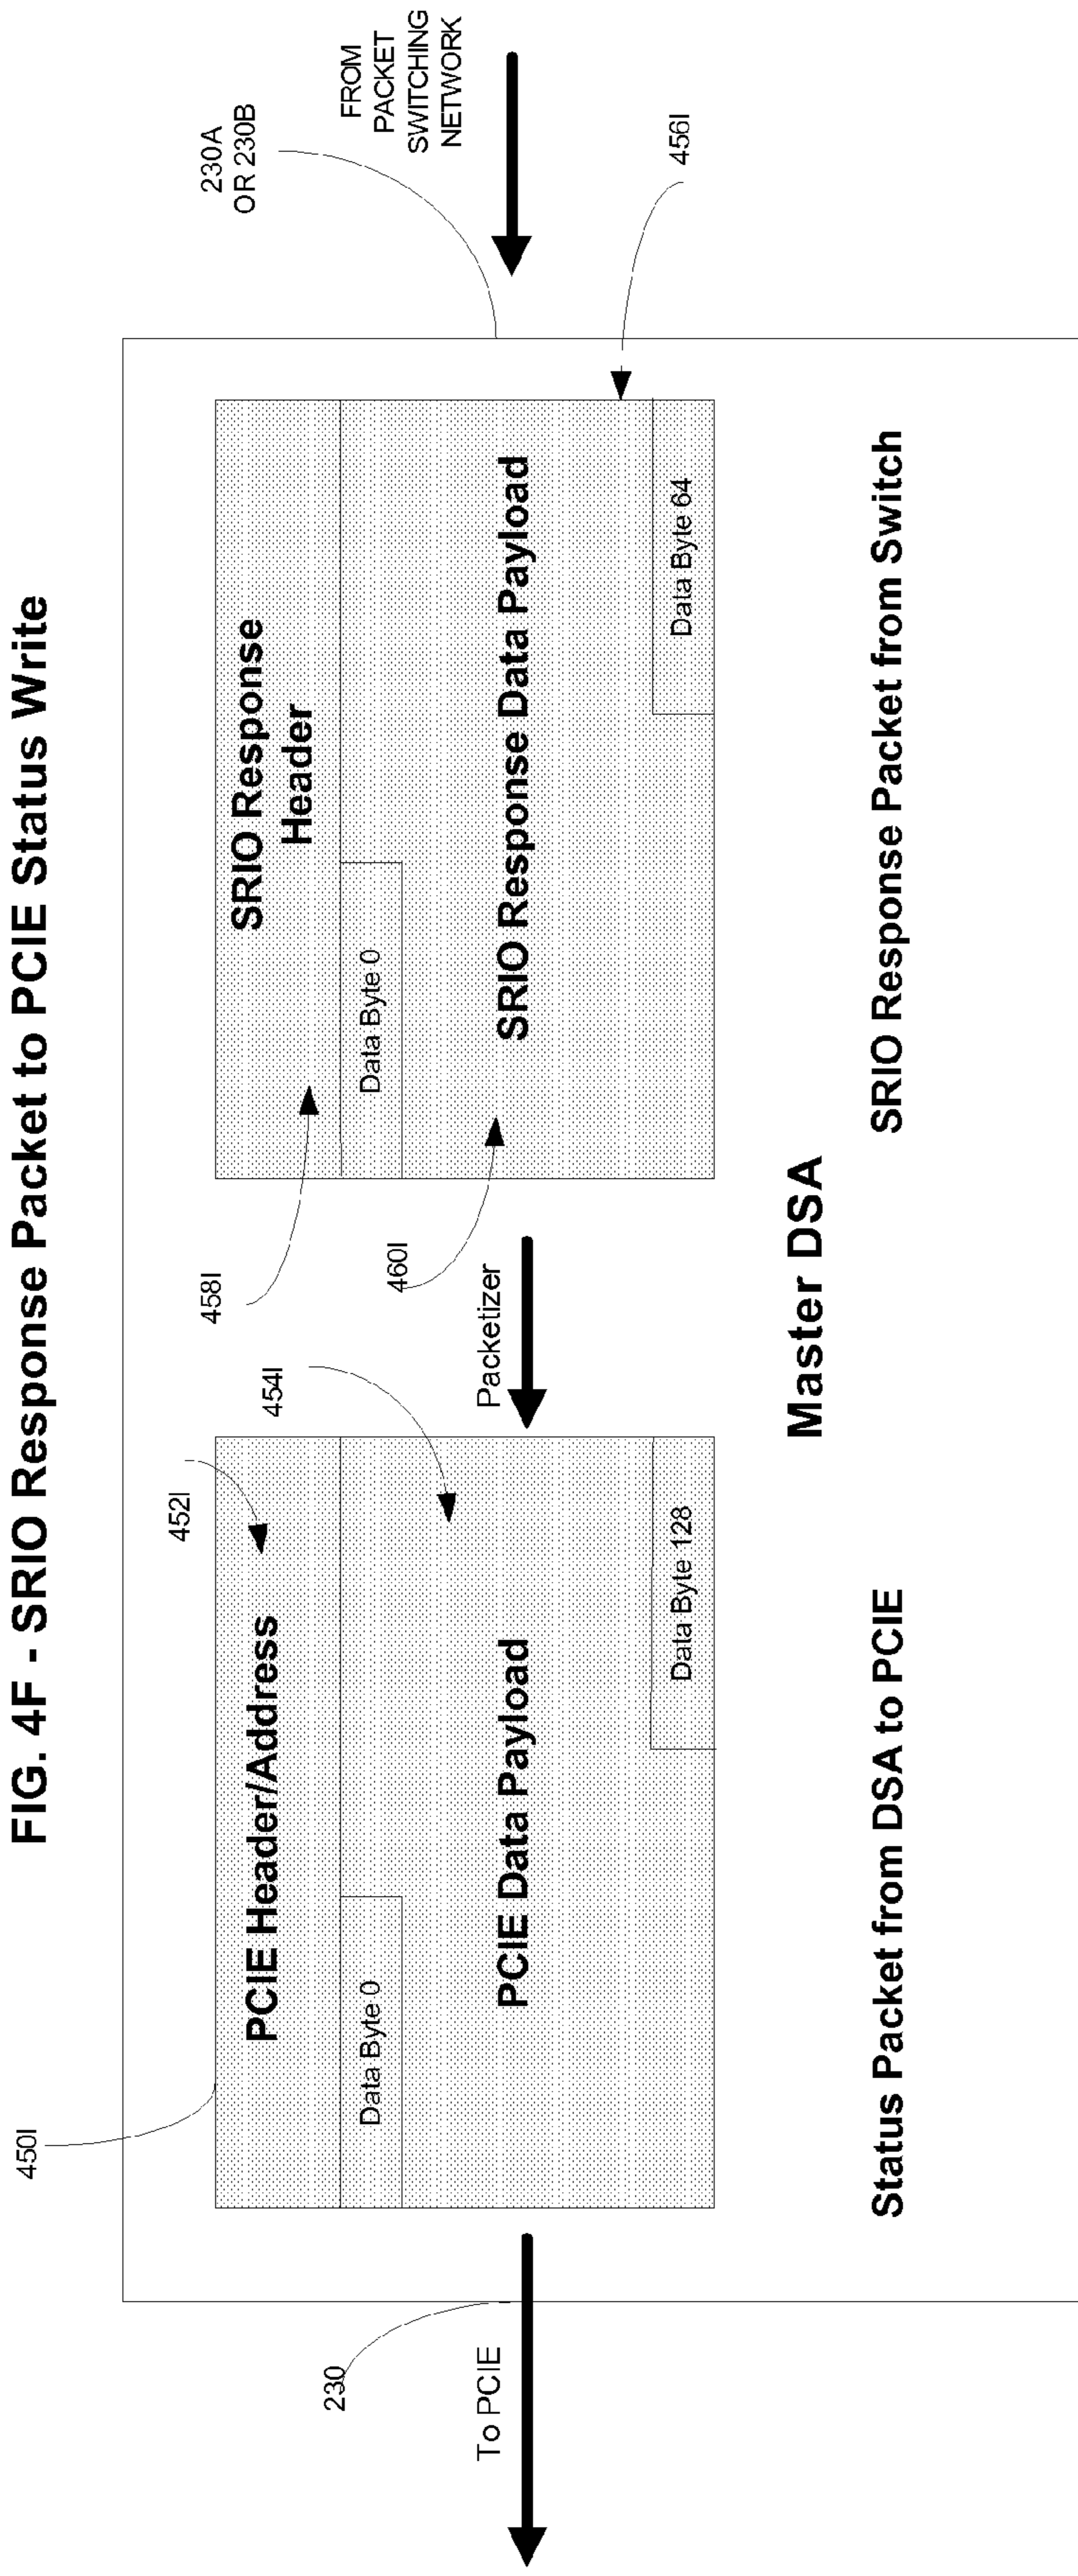 FIG. 4F - SRIO Response Packet to PCIE Status Write
450I
452I
454I
458I
460I
230A
OR 230B
FROM
PACKET
SWITCHING
NETWORK
456I
230
To PCIE
PCIE Header/Address
Data Byte 0
PCIE Data Payload
Data Byte 128
Packetizer
SRIO Response
Header
Data Byte 0
SRIO Response Data Payload
Data Byte 64
Master DSA
Status Packet from DSA to PCIE
SRIO Response Packet from Switch